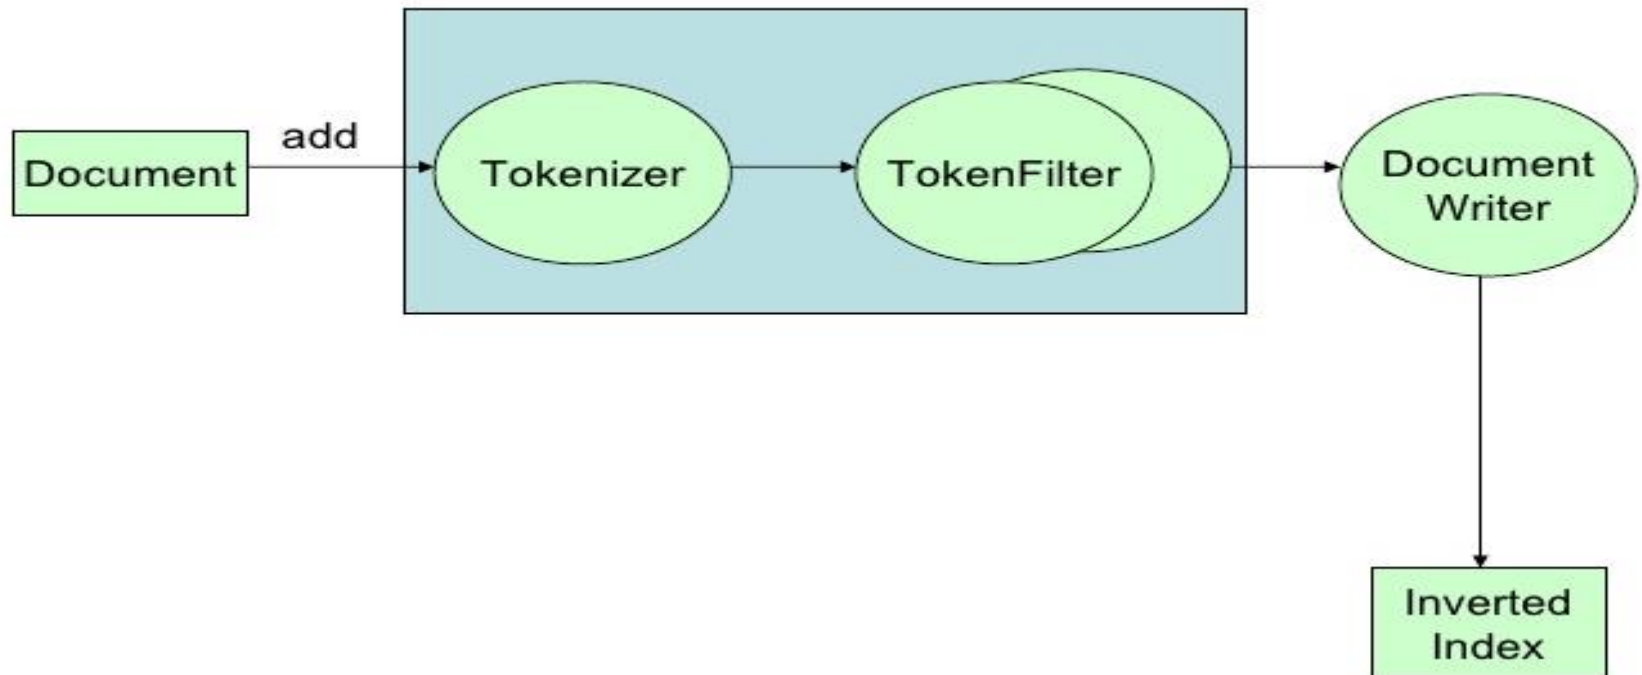 add
Document
Tokenizer
TokenFilter
Document
Writer
Inverted
Index